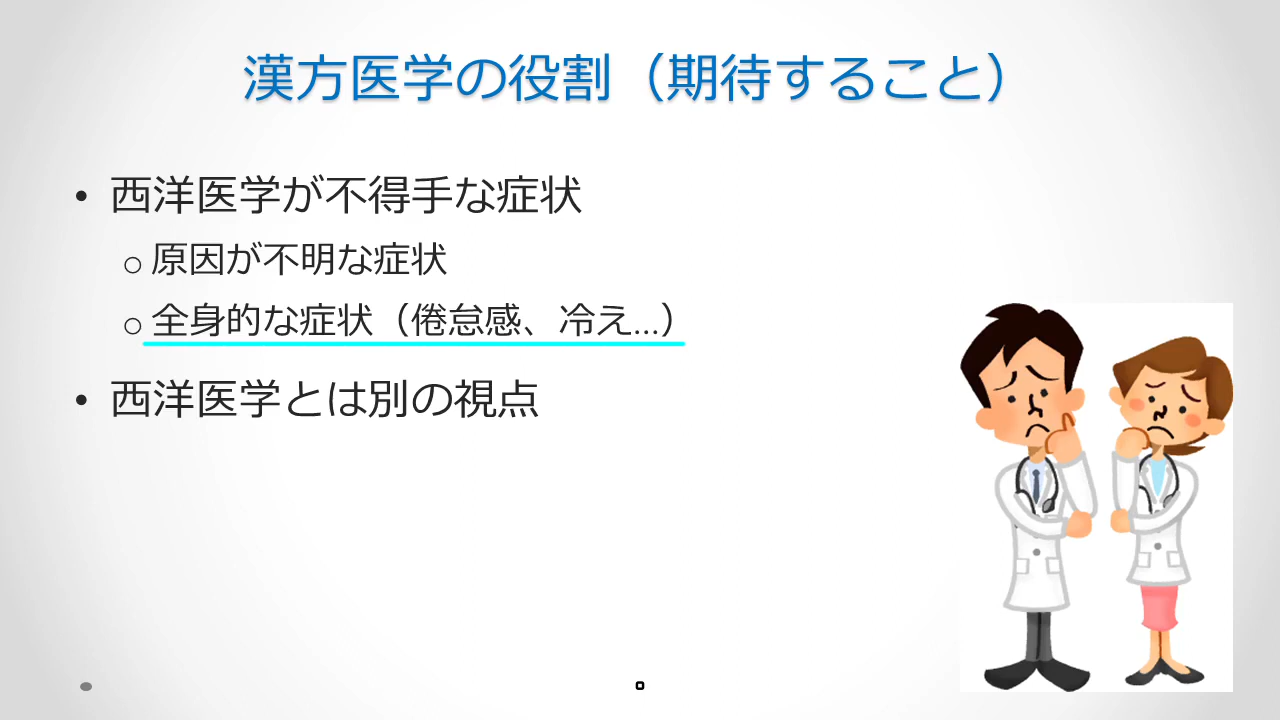 漢方医学の役割（期待すること）
• 西洋医学が不得手な症状
○ 原因が不明な症状
○ 全身的な症状（倦怠感、冷え…）
• 西洋医学とは別の視点